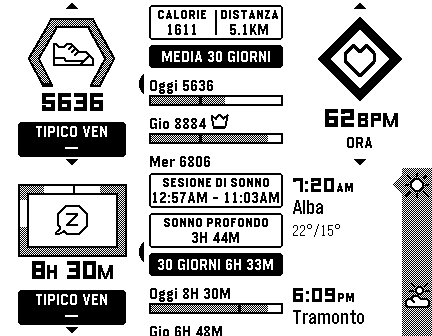 5636
TIPICO VEN
8H 30M
TIPICO VEN
CALORIE
1611
DISTANZA
5.1KM
MEDIA 30 GIORNI
Oggi 5636
Gio 8884
Mer 6806
SESIONE DI SONNO
12:57AM - 11:03AM
SONNO PROFONDO
3H 44M
30 GIORNI 6H 33M
Oggi 8H 30M
Gio 6H 48M
62BPM
ORA
7:20AM
Alba
22°/15°
6:09PM
Tramonto